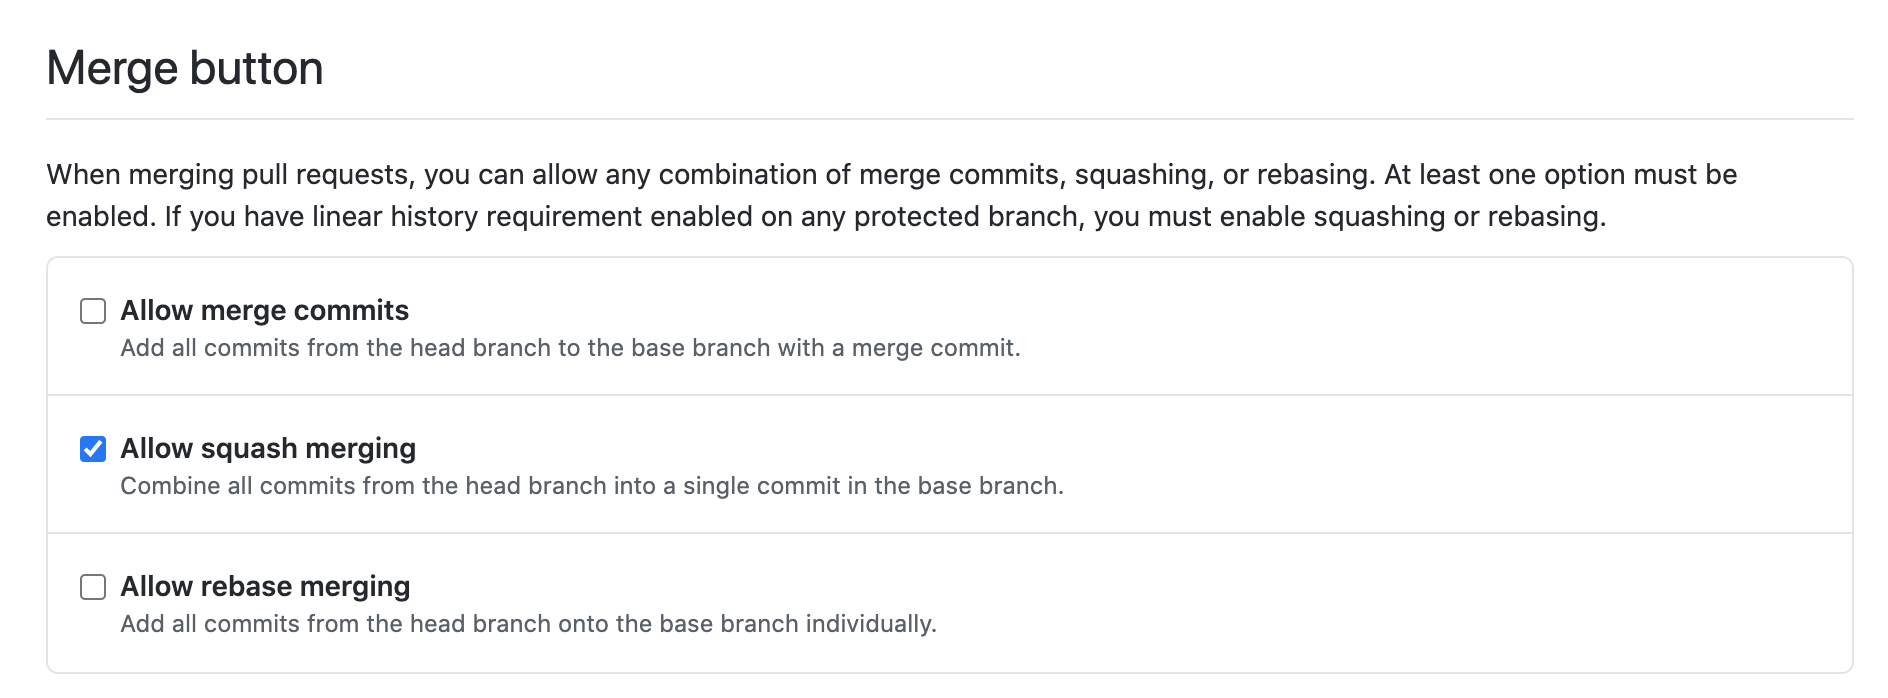 Merge button
When merging pull requests, you can allow any combination of merge commits, squashing, or rebasing. At least one option must be
enabled. If you have linear history requirement enabled on any protected branch, you must enable squashing or rebasing.
Allow merge commits
Add all commits from the head branch to the base branch with a merge commit.
Allow squash merging
Combine all commits from the head branch into a single commit in the base branch.
Allow rebase merging
Add all commits from the head branch onto the base branch individually.